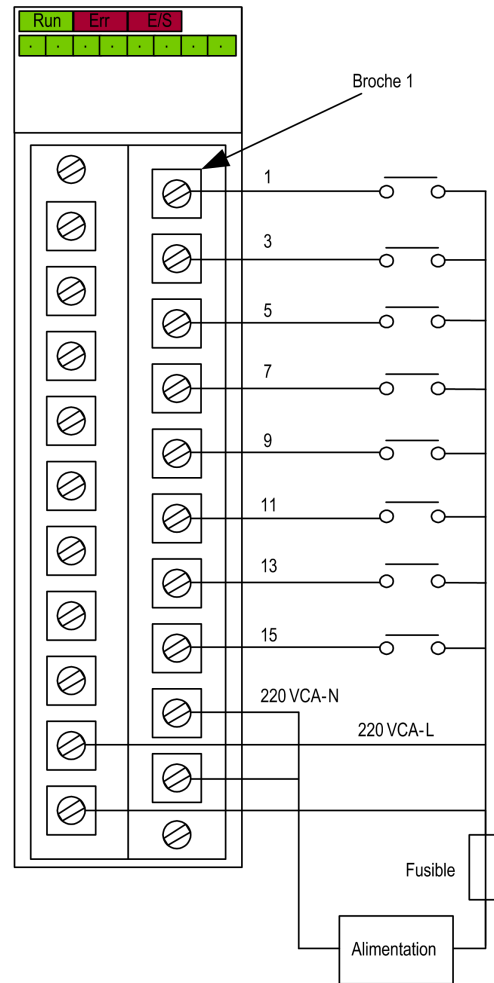 Run Err E/S
Broche 1
1
3
5
7
9
11
13
15
220 VCA-N
220 VCA-L
Fusible
Alimentation